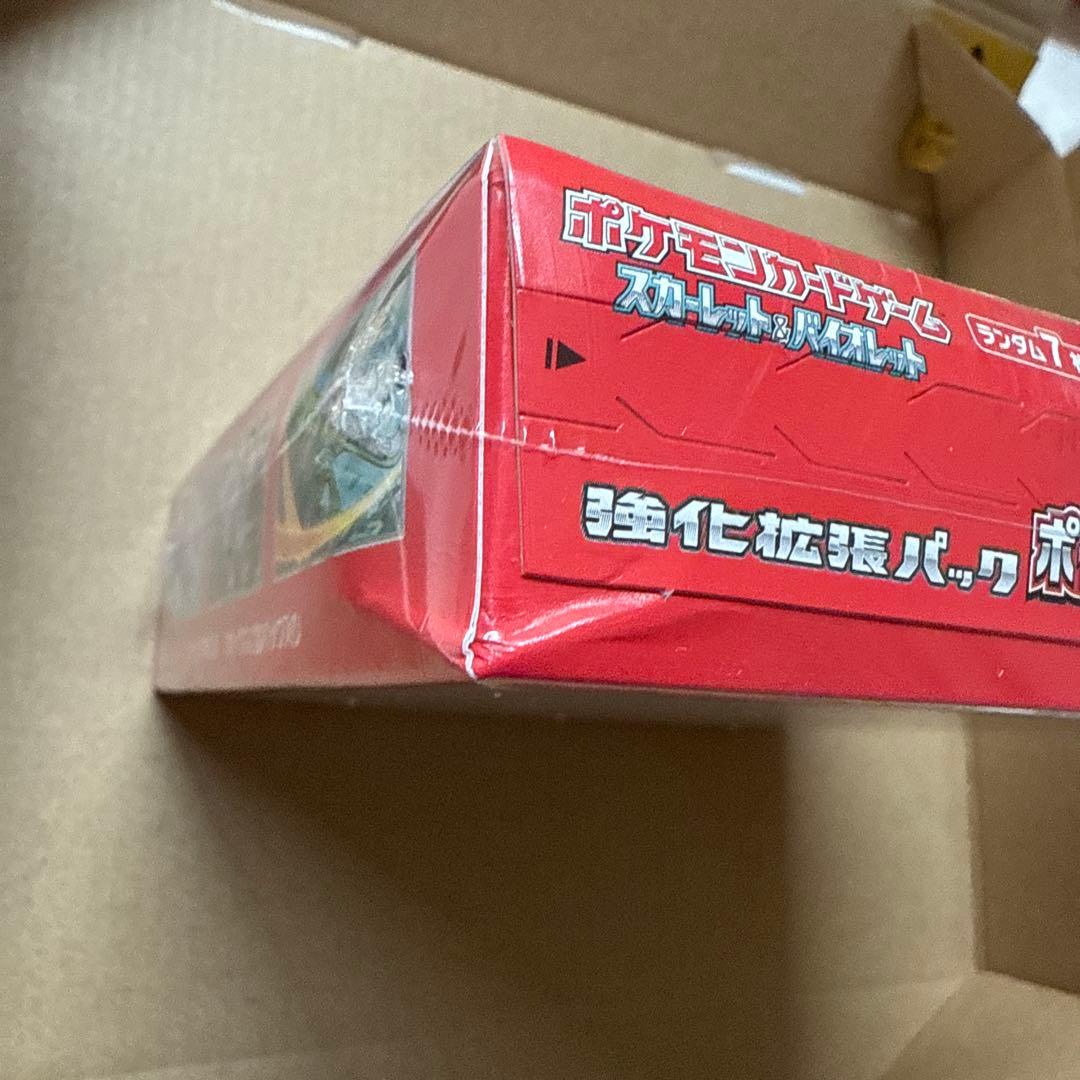 ポケモンカードゲーム
スカーレット&バイオレット
ランダム7
強化拡張パック ポ